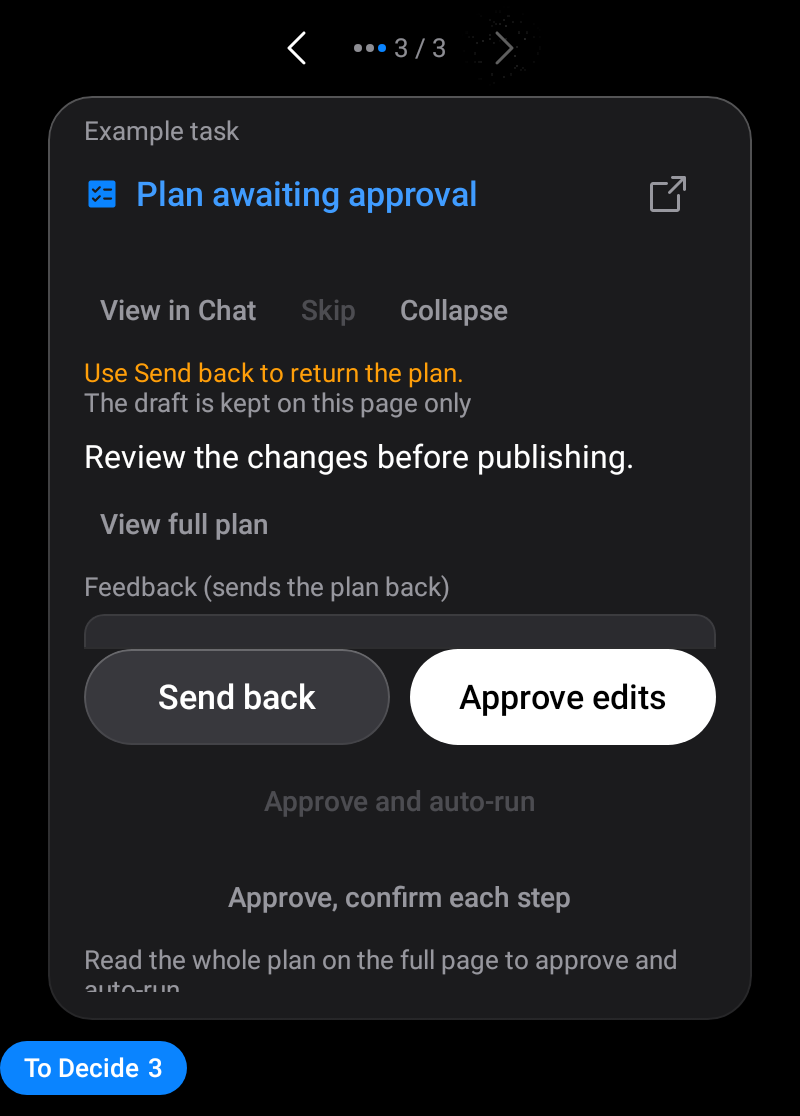 3 / 3
Example task
Plan awaiting approval
View in Chat Skip Collapse
Use Send back to return the plan.
The draft is kept on this page only
Review the changes before publishing.
View full plan
Feedback (sends the plan back)
Send back Approve edits
Approve and auto-run
Approve, confirm each step
Read the whole plan on the full page to approve and
auto-run
To Decide 3